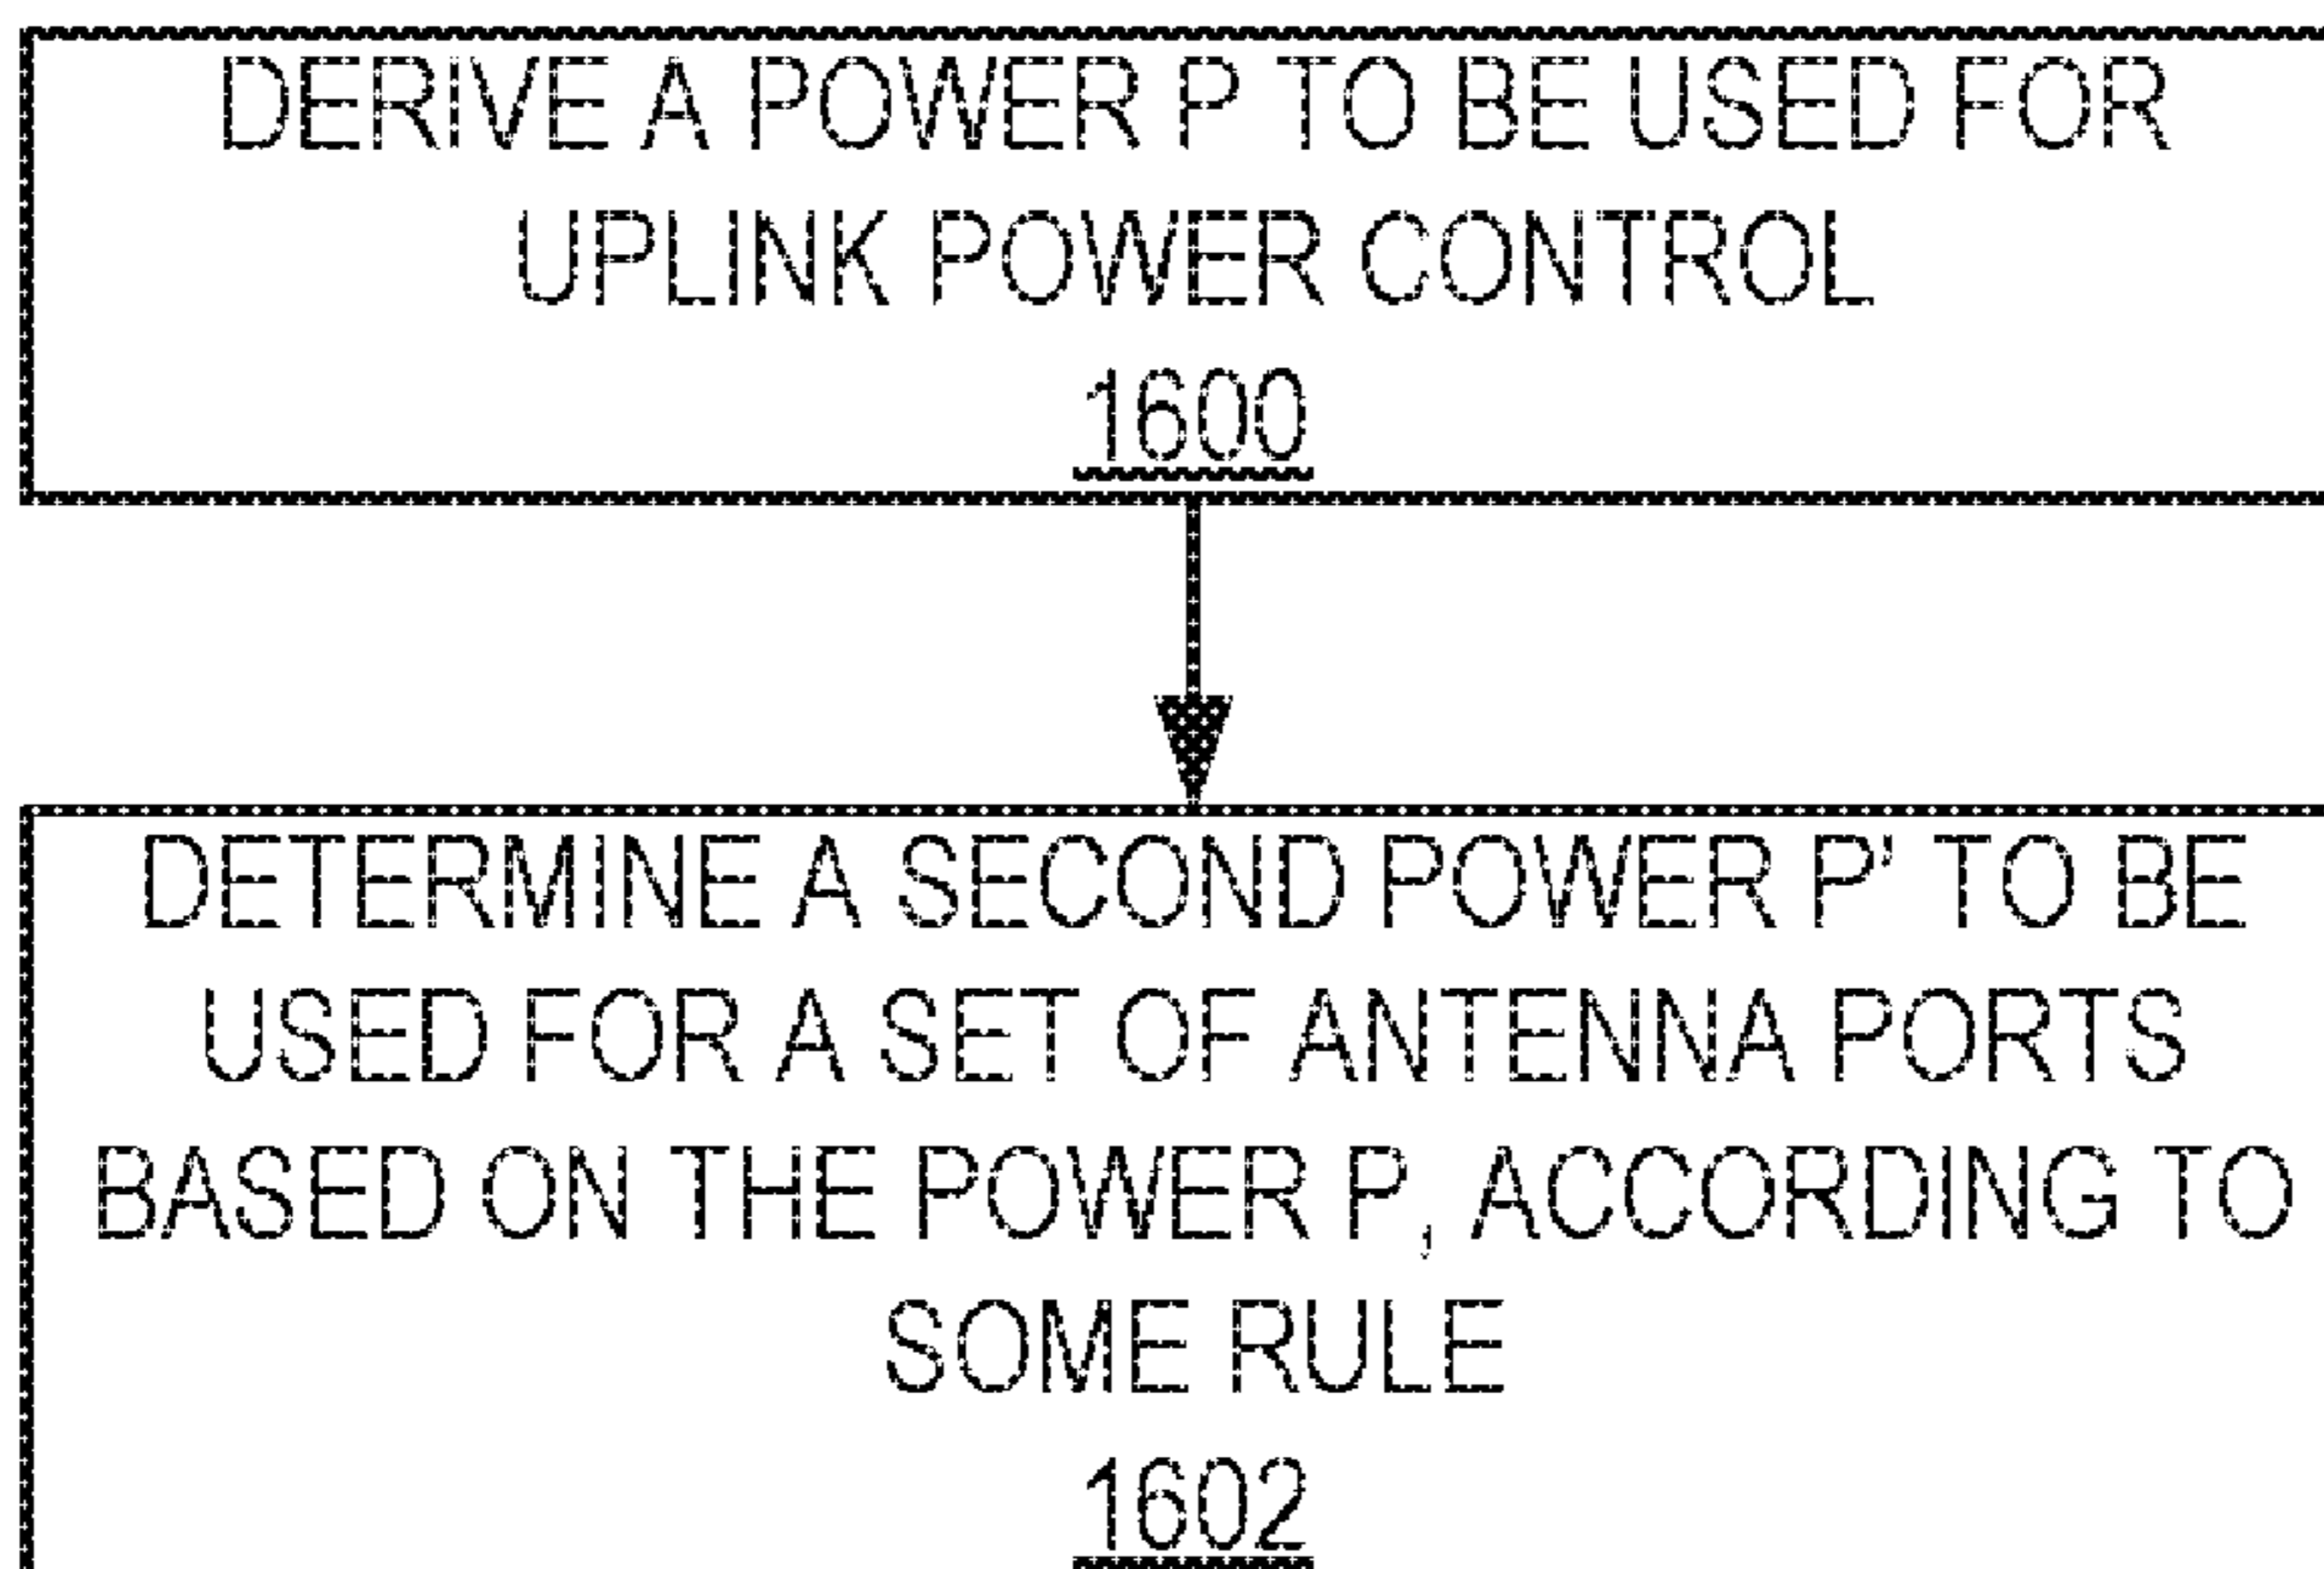 DERIVE A POWER P TO BE USED FOR
UPLINK POWER CONTROL
1600
DETERMINE A SECOND POWER P' TO BE
USED FOR A SET OF ANTENNA PORTS
BASED ON THE POWER P, ACCORDING TO
SOME RULE
1602